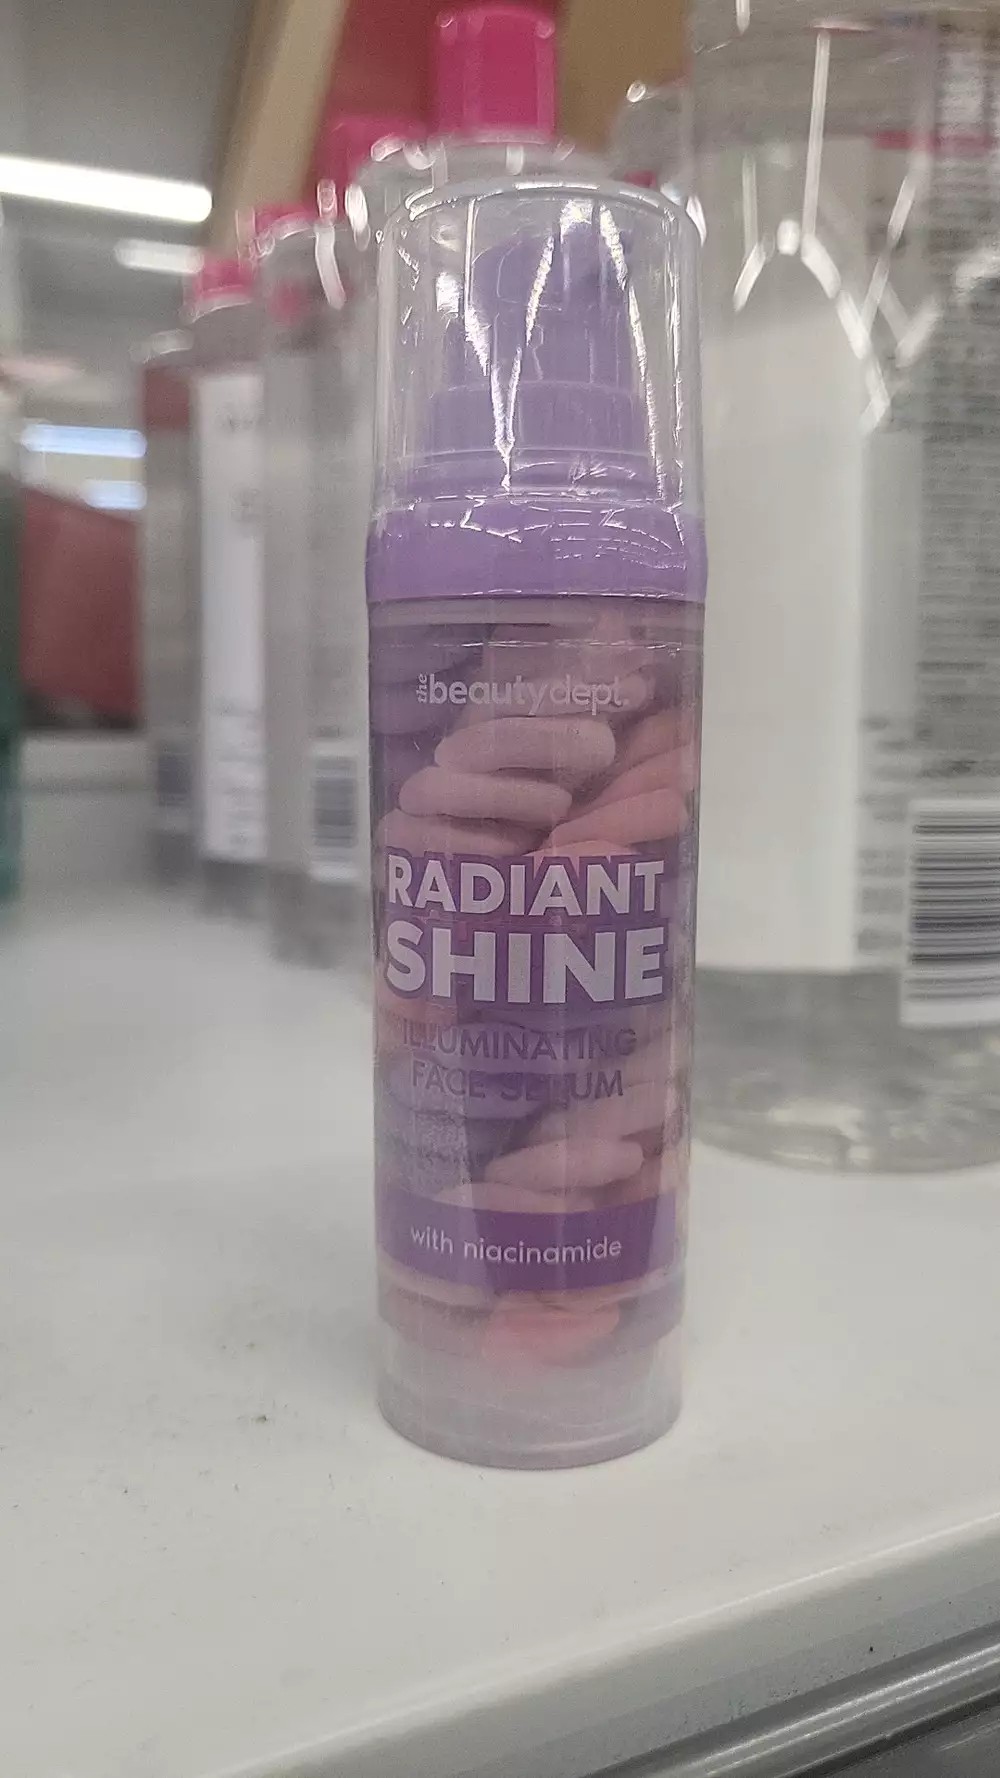 the beautydept.
RADIANT
SHINE
ILLUMINATING
FACE SERUM
with niacinamide